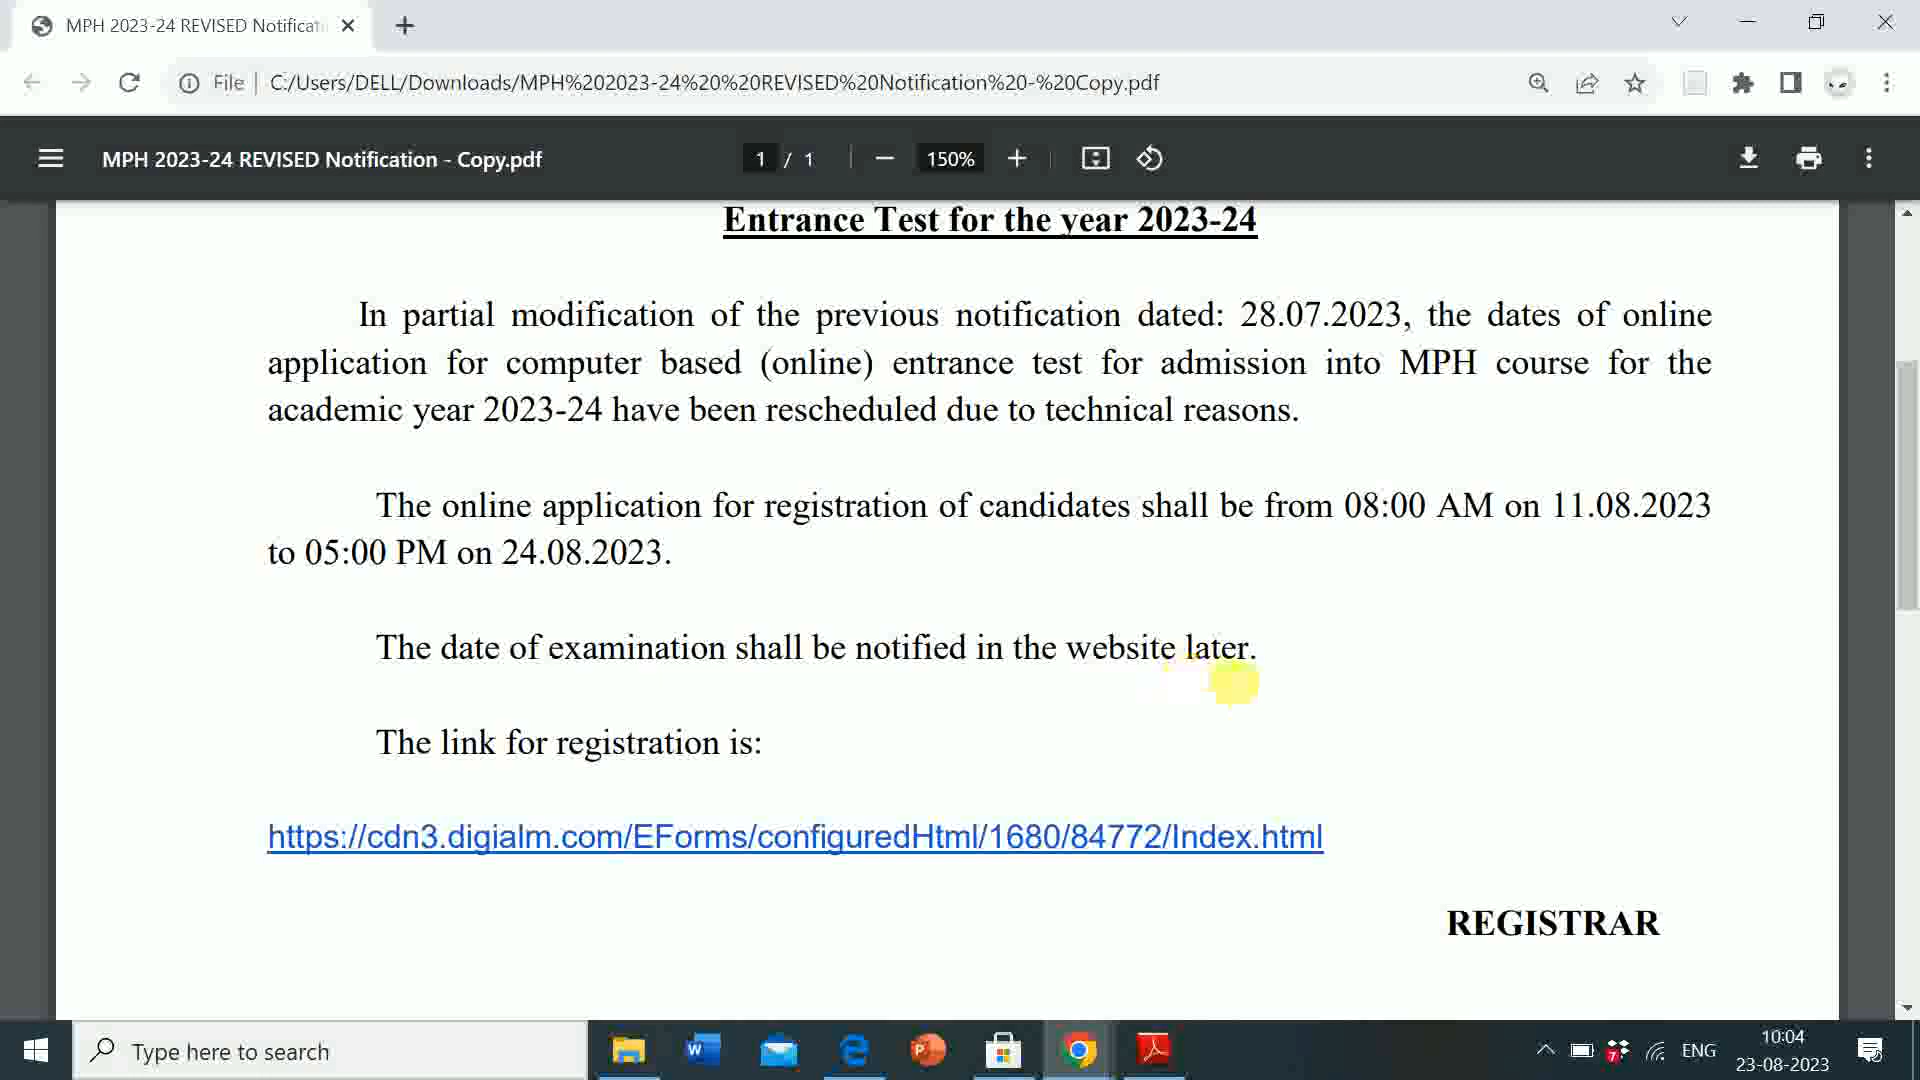 MPH 2023-24 REVISED Notificat
File
C:/Users/DELL/Downloads/MPH%202023-24%20%20REVISED%20Notification%20-%20Copy.pdf
MPH 2023-24 REVISED Notification - Copy.pdf
1 / 1
150%
Entrance Test for the year 2023-24
In partial modification of the previous notification dated: 28.07.2023, the dates of online
application for computer based (online) entrance test for admission into MPH course for the
academic year 2023-24 have been rescheduled due to technical reasons.
The online application for registration of candidates shall be from 08:00 AM on 11.08.2023
to 05:00 PM on 24.08.2023.
The date of examination shall be notified in the website later.
The link for registration is:
https://cdn3.digialm.com/EForms/configuredHtml/1680/84772/Index.html
REGISTRAR
Type here to search
W
P
7
ENG
10:04
23-08-2023